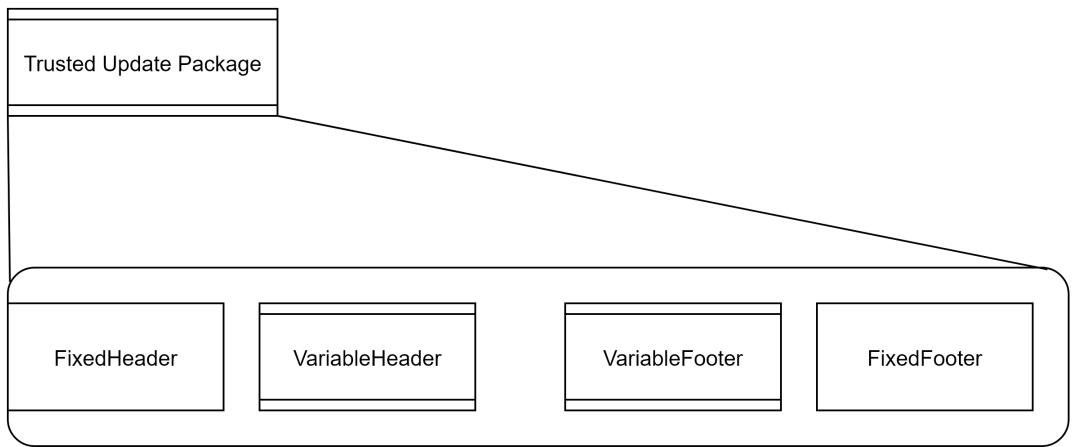 Trusted Update Package
FixedHeader
VariableHeader
VariableFooter
FixedFooter